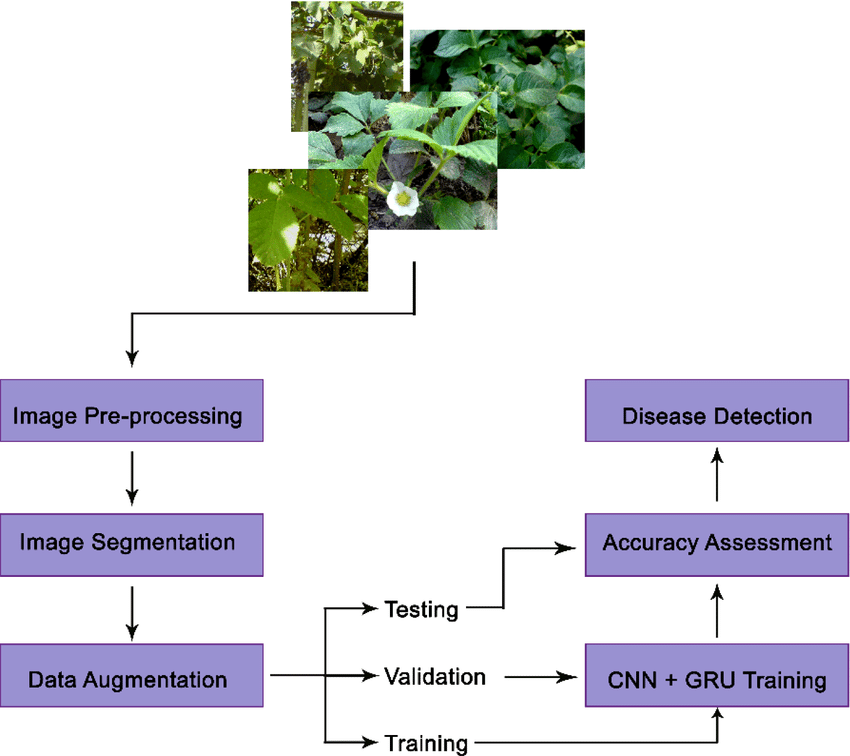 Image Pre-processing
Disease Detection
Image Segmentation
Accuracy Assessment
Testing
Data Augmentation
Validation
CNN + GRU Training
Training